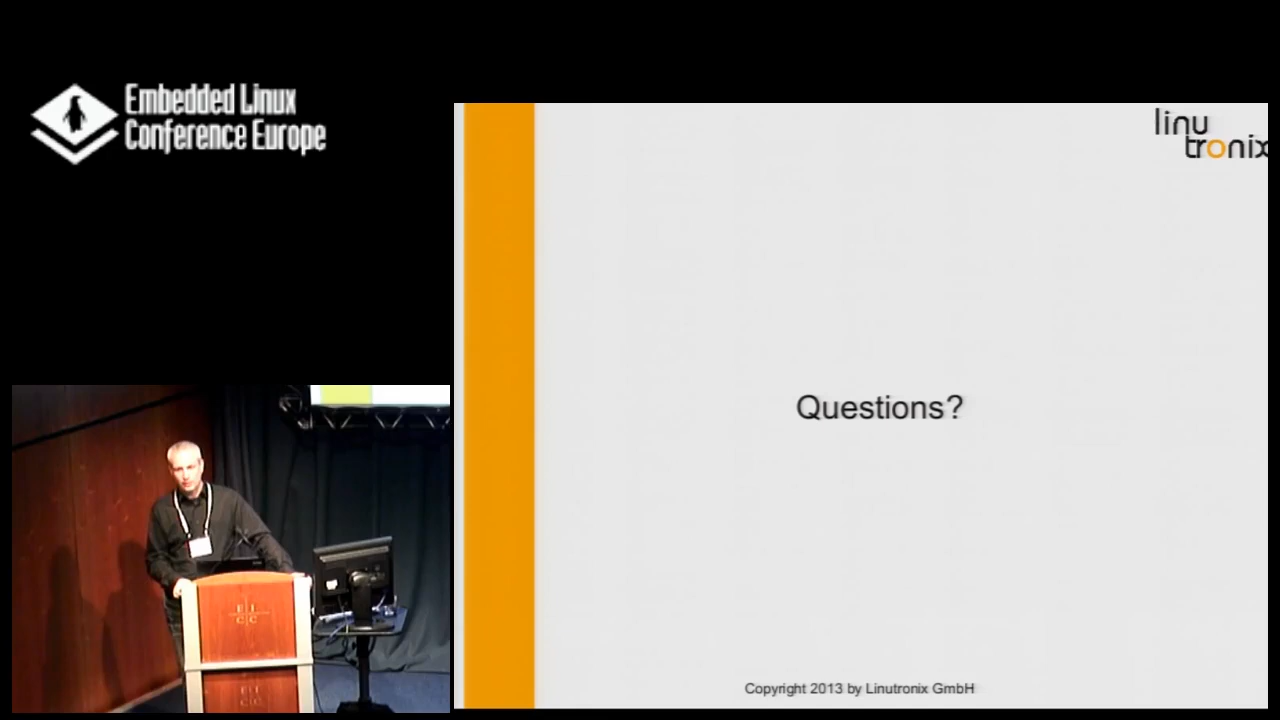 Embedded Linux
Conference Europe
linu
tronix
Questions?
Copyright 2013 by Linutronix GmbH
E I
C C
E I
C C